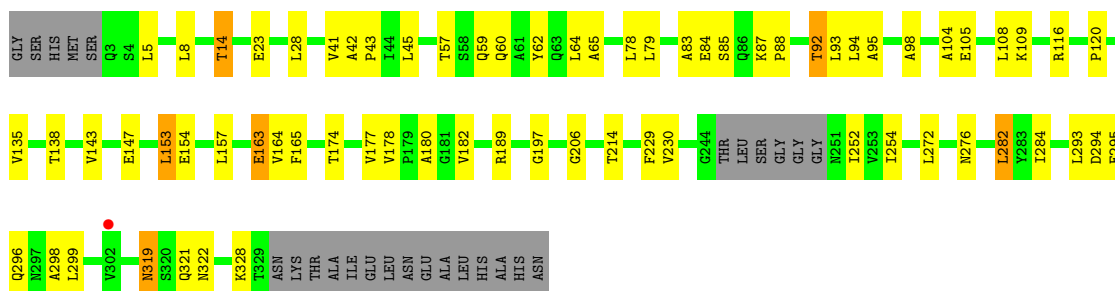 GLY SER HIS MET SER Q3 S4 L5 L8 T14 E23 L28 V41 A42 P43 I44 L45 T57 S58 Q59 Q60 A61 Y62 Q63 L64 A65 L78 L79 A83 E84 S85 Q86 K87 P88 T92 L93 L94 A95 A98 A104 E105 L108 K109 R116 P120
V135 T138 V143 E147 L153 E154 L157 E163 V164 F165 T174 V177 V178 P179 A180 G181 V182 R189 G197 G206 T214 F229 V230 G244 THR LEU SER GLY GLY GLY N251 I252 V253 I254 L272 N276 L282 Y283 I284 L293 D294
Q296 N297 A298 L299 V302 N319 S320 Q321 N322 K328 T329 ASN LYS THR ALA ILE GLU LEU ASN GLU ALA LEU HIS ALA HIS ASN